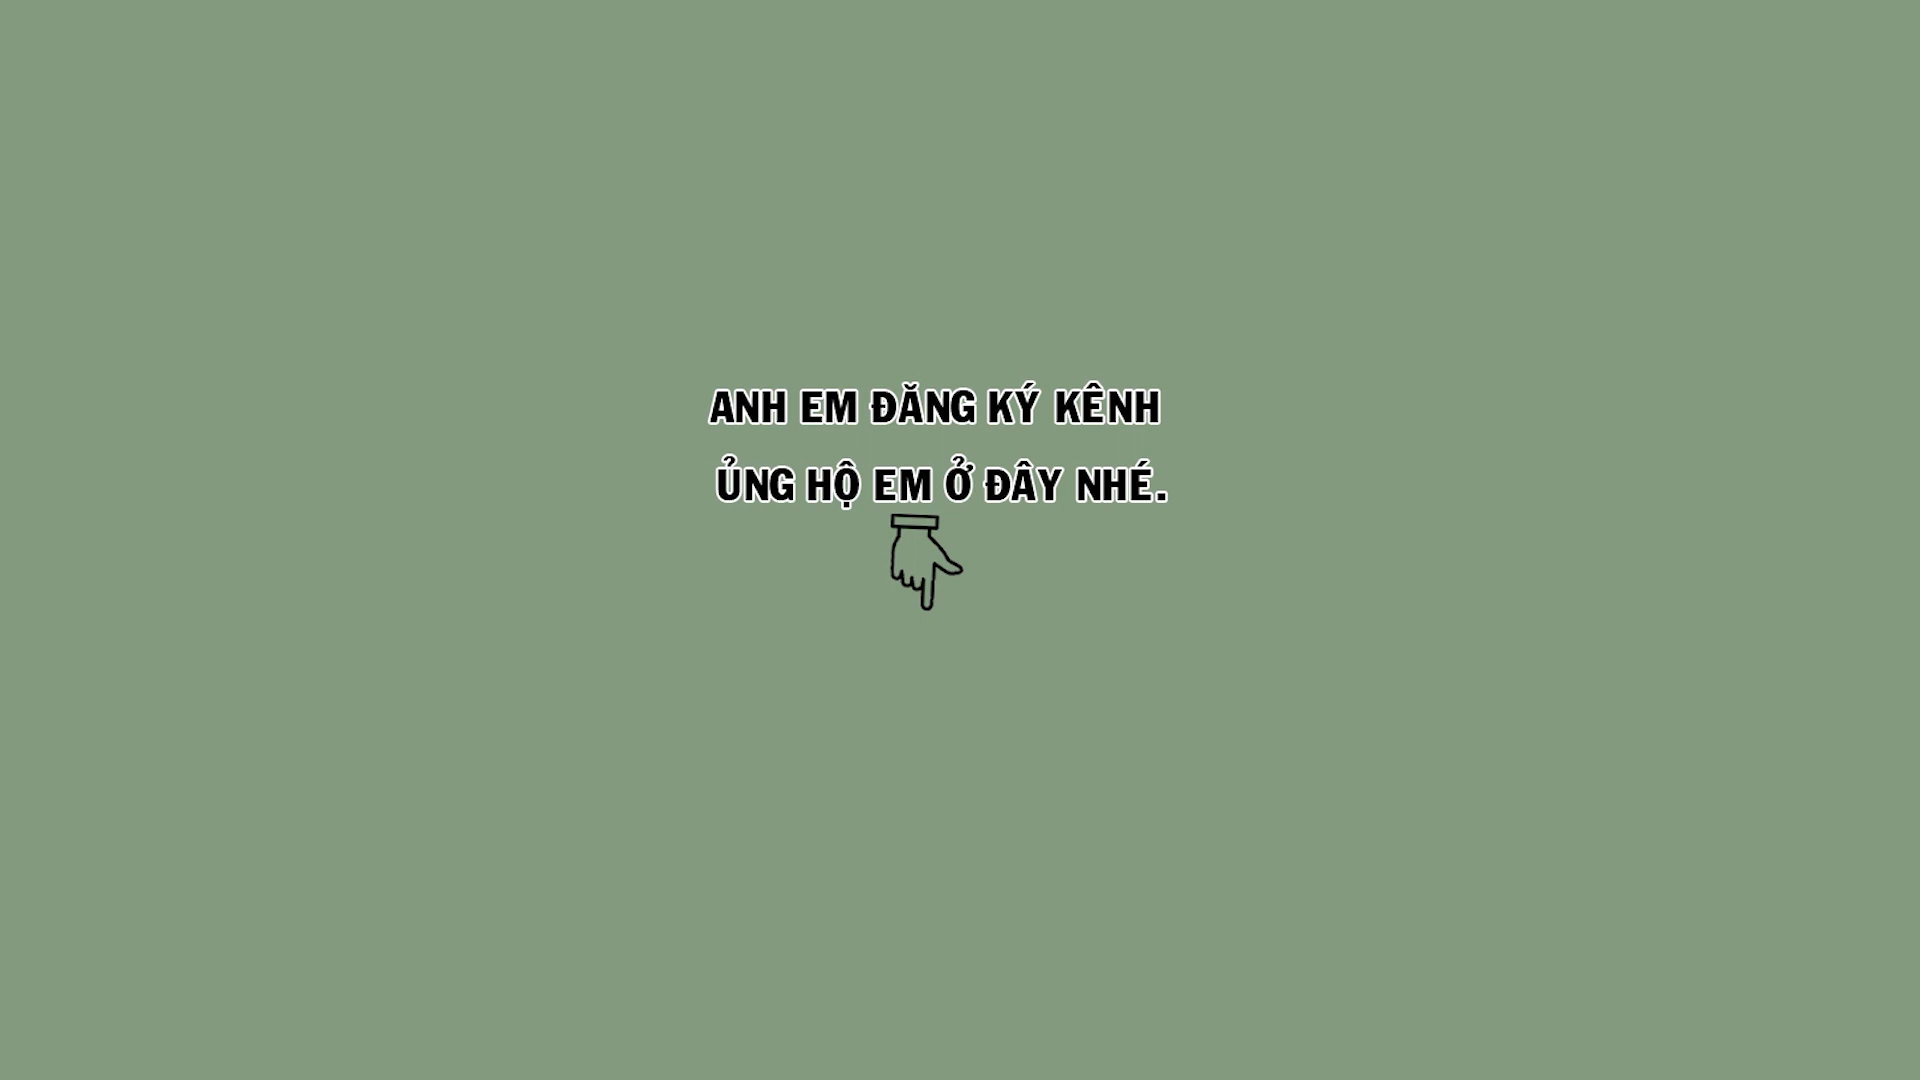 ANH EM ĐĂNG KÝ KÊNH
ỦNG HỘ EM Ở ĐÂY NHÉ.